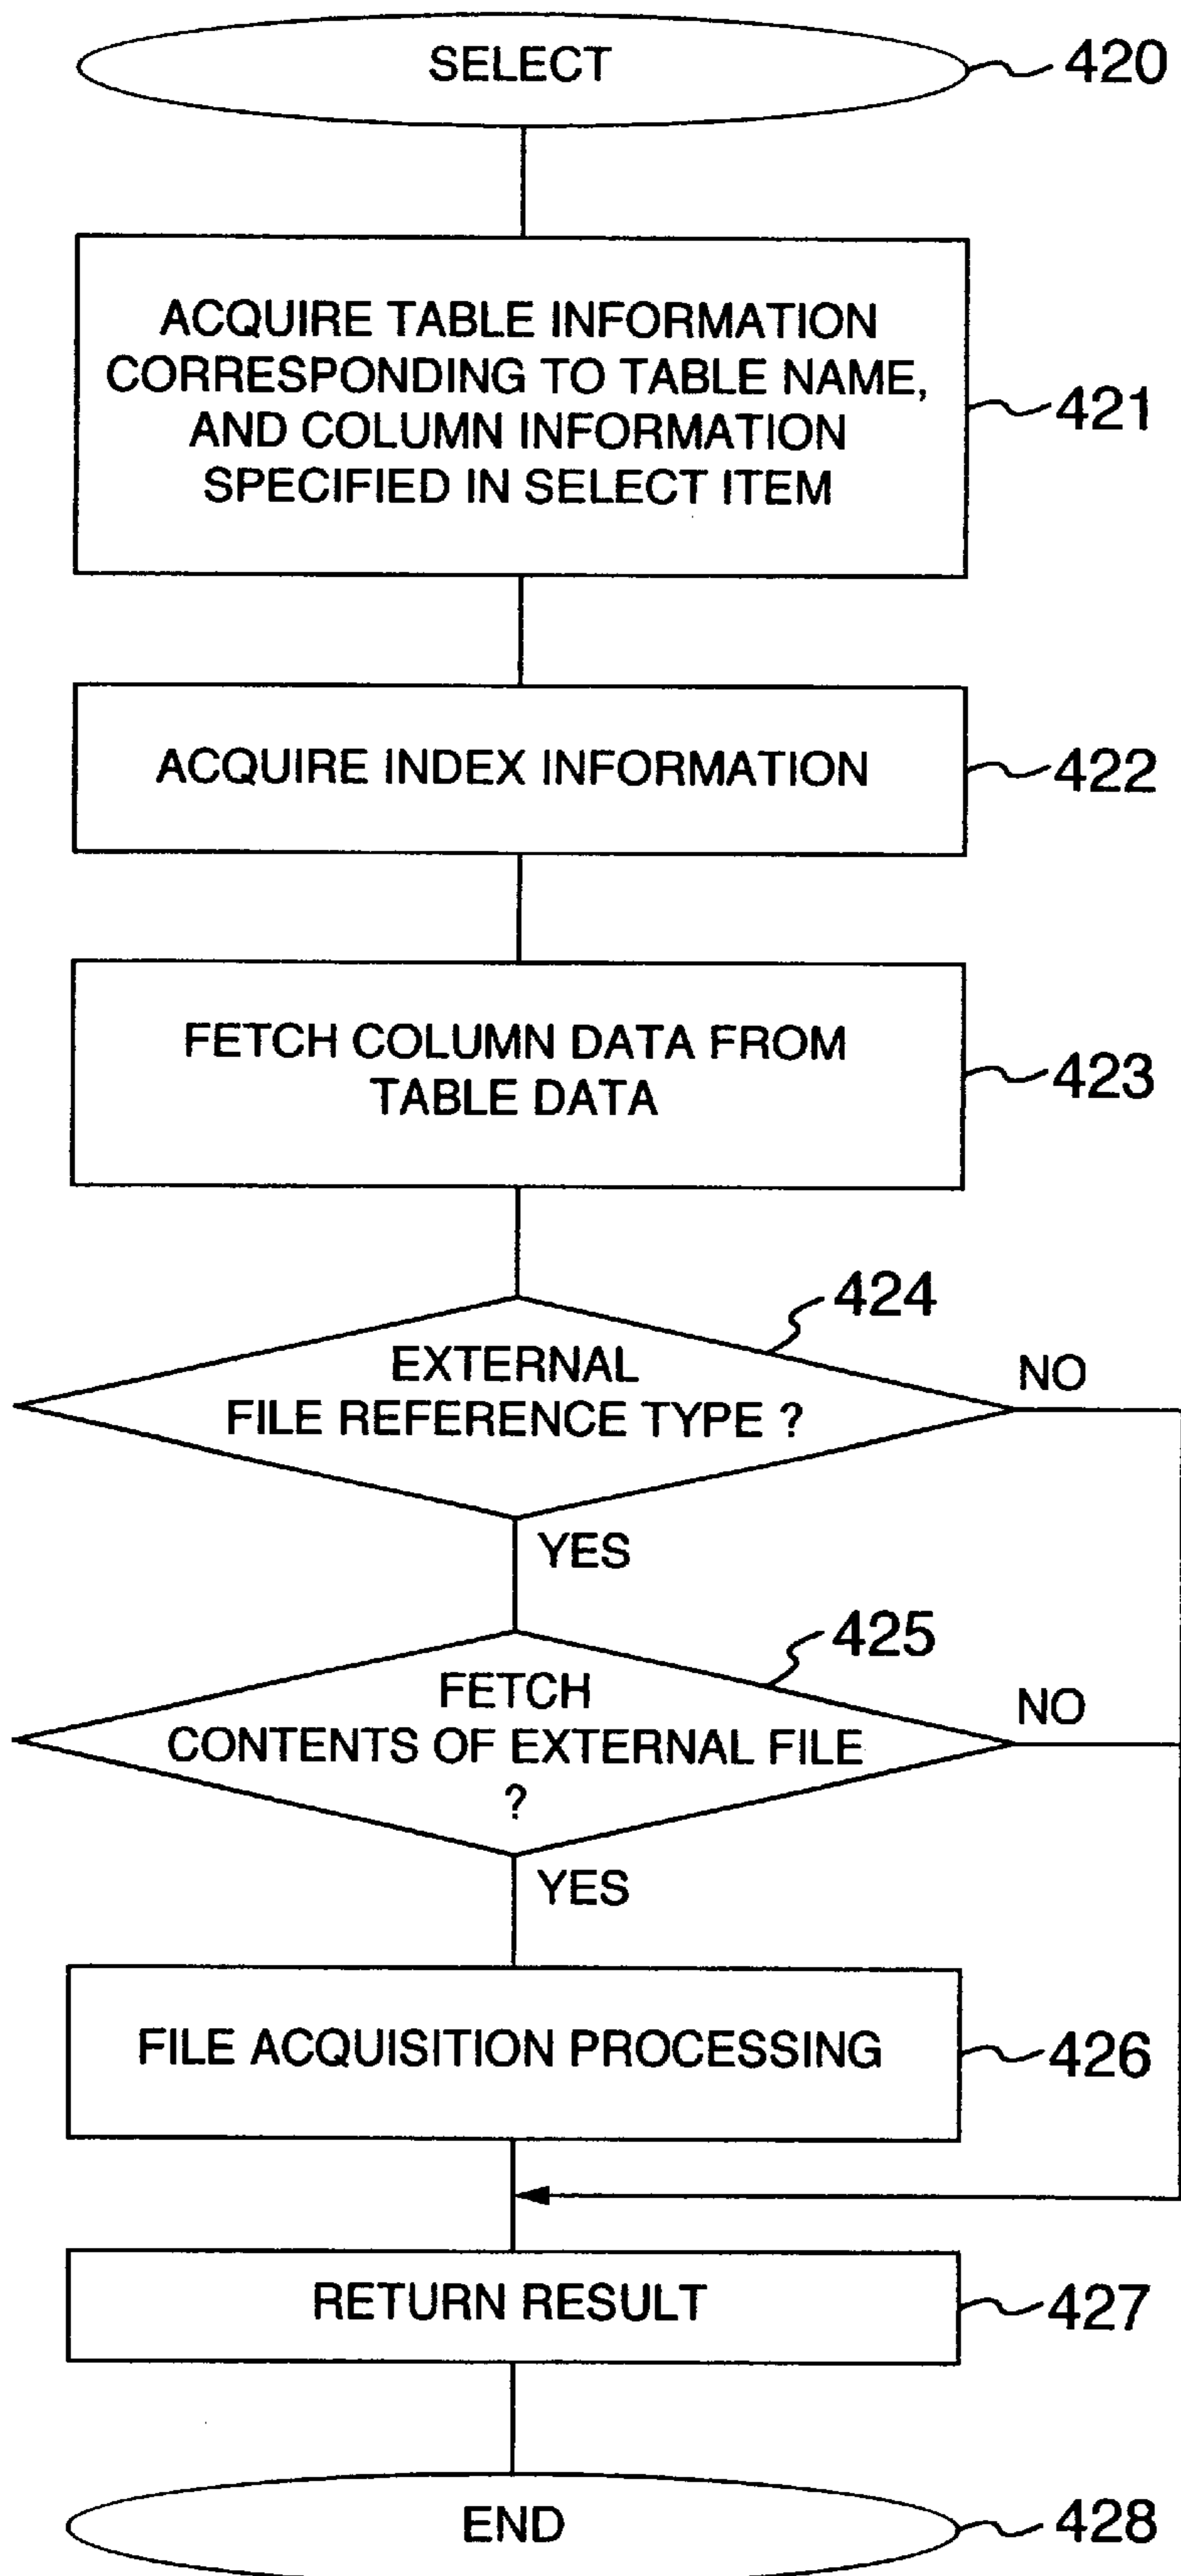 SELECT
420
ACQUIRE TABLE INFORMATION
CORRESPONDING TO TABLE NAME,
AND COLUMN INFORMATION
SPECIFIED IN SELECT ITEM
421
ACQUIRE INDEX INFORMATION
422
FETCH COLUMN DATA FROM
TABLE DATA
423
424
EXTERNAL
FILE REFERENCE TYPE ?
NO
YES
425
FETCH
CONTENTS OF EXTERNAL FILE
?
NO
YES
FILE ACQUISITION PROCESSING
426
RETURN RESULT
427
END
428